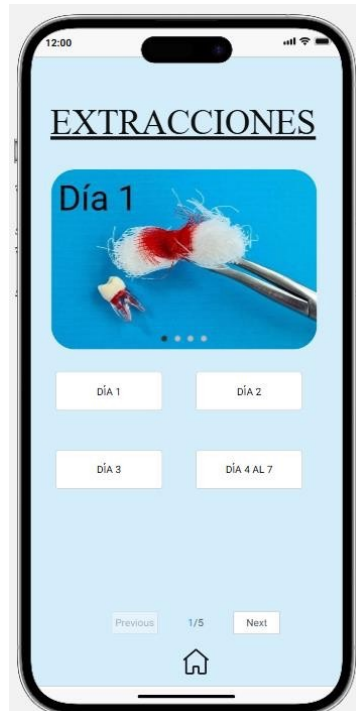 12:00
EXTRACCIONES
Día 1
DÍA 1
DÍA 2
DÍA 3
DÍA 4 AL 7
Previous
1/5
Next